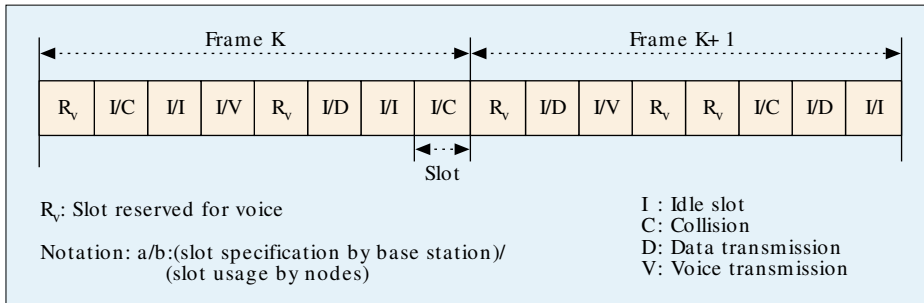 Frame K Frame K+ 1
R_v I/C I/I I/V R_v I/D I/I I/C R_v I/D I/V R_v R_v I/C I/D I/I
Slot
R_v: Slot reserved for voice
Notation: a/b:(slot specification by base station)/
(slot usage by nodes)
I : Idle slot
C: Collision
D: Data transmission
V: Voice transmission